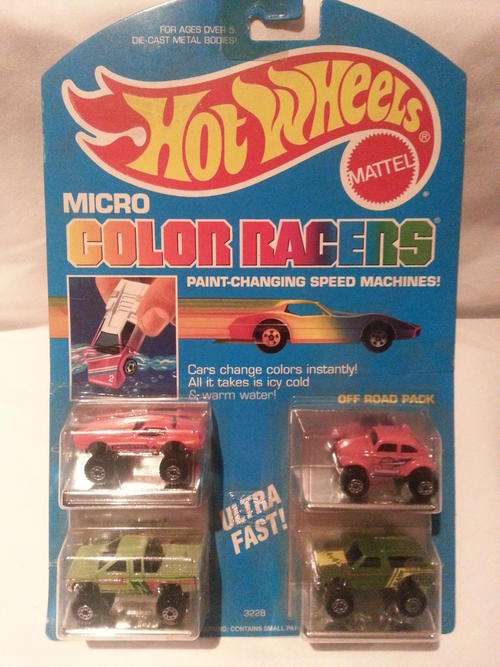 FOR AGES OVER 5
DIE-CAST METAL BODIES!
HOT WHEELS®
MATTEL®
MICRO
COLOR RACERS®
PAINT-CHANGING SPEED MACHINES!
Cars change colors instantly!
All it takes is icy cold
& warm water!
OFF ROAD PACK
ULTRA
FAST!
3228
CONTAINS SMALL